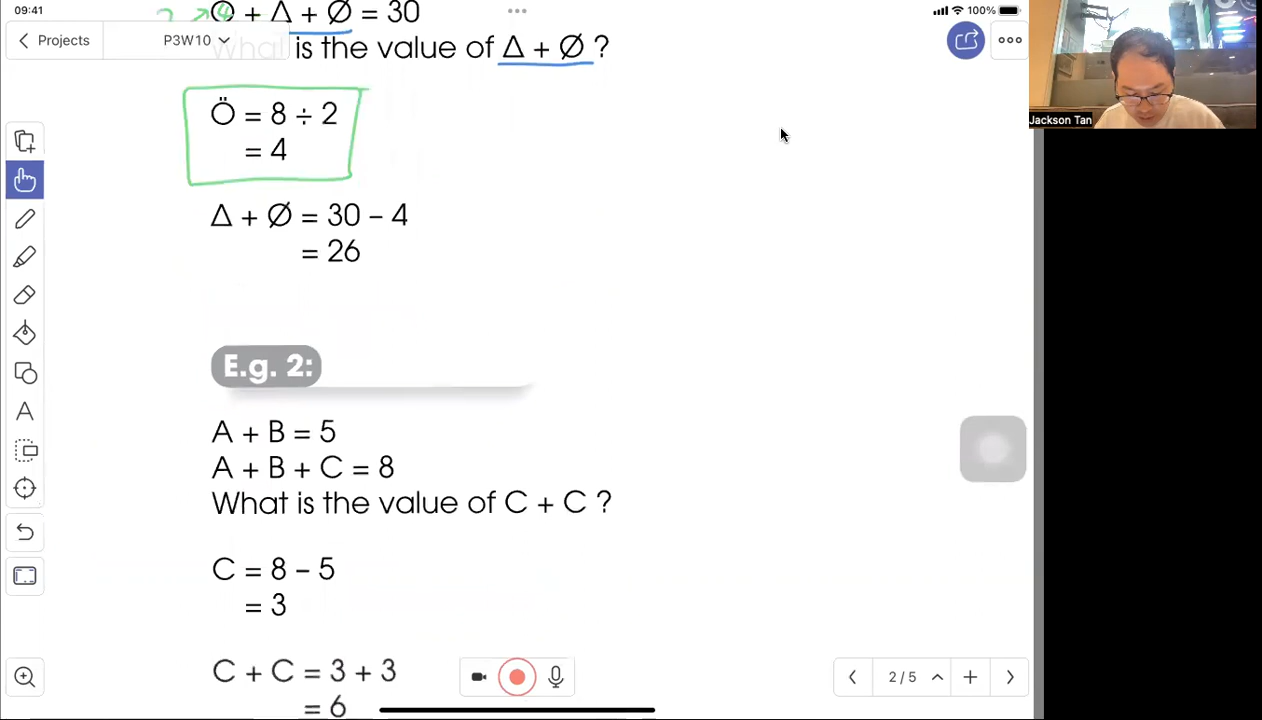 09:41
100%
Projects
P3W10
Ö + Δ + Ø = 30
What is the value of Δ + Ø ?
Jackson Tan
Ö = 8 ÷ 2
= 4
Δ + Ø = 30 – 4
= 26
E.g. 2:
A + B = 5
A + B + C = 8
What is the value of C + C ?
C = 8 – 5
= 3
C + C = 3 + 3
= 6
2 / 5